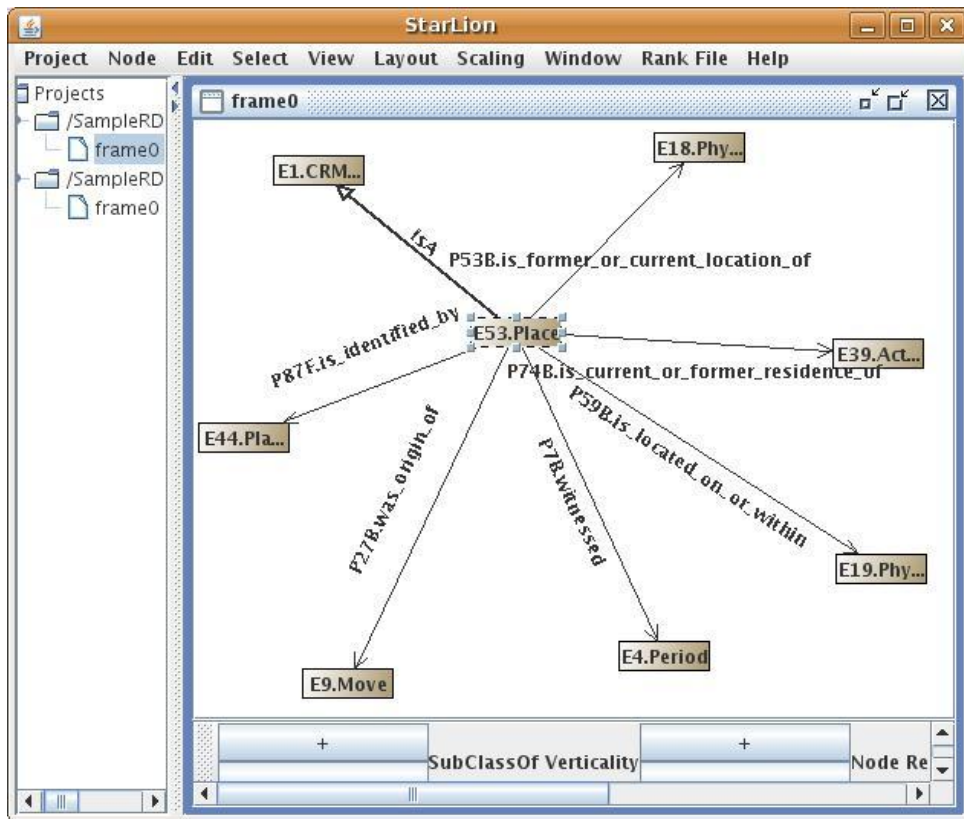 StarLion
Project Node Edit Select View Layout Scaling Window Rank File Help
Projects
/SampleRD
frame0
/SampleRD
frame0
frame0
E1.CRM...
E18.Phy...
isA
P53B.is_former_or_current_location_of
P87F.is_identified_by
E53.Place
E39.Act...
P74B.is_current_or_former_residence_of
E44.Pla...
P27B.was_origin_of
P7B.witnessed
P59B.is_located_on_or_within
E19.Phy...
E4.Period
E9.Move
+ +
SubClassOf Verticality Node Re